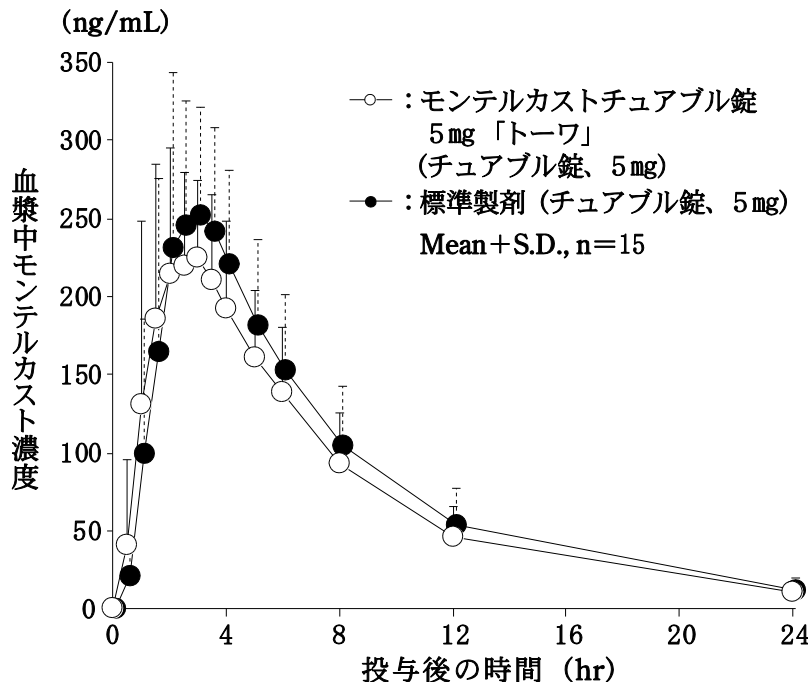 (ng/mL)
350
300
250
200
150
100
50
0
血漿中モンテルカスト濃度
○:モンテルカストチュアブル錠
5mg「トーワ」
(チュアブル錠、5mg)
●:標準製剤(チュアブル錠、5mg)
Mean+S.D., n=15
0 4 8 12 16 20 24
投与後の時間 (hr)